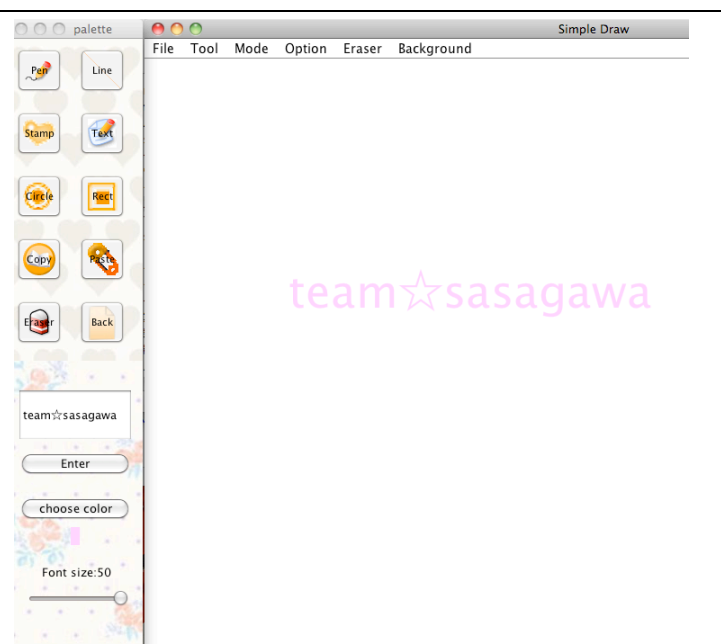 palette
Simple Draw
File Tool Mode Option Eraser Background
Pen Line
Stamp Text
Circle Rect
Copy Paste
Eraser Back
team☆sasagawa
team☆sasagawa
Enter
choose color
Font size:50